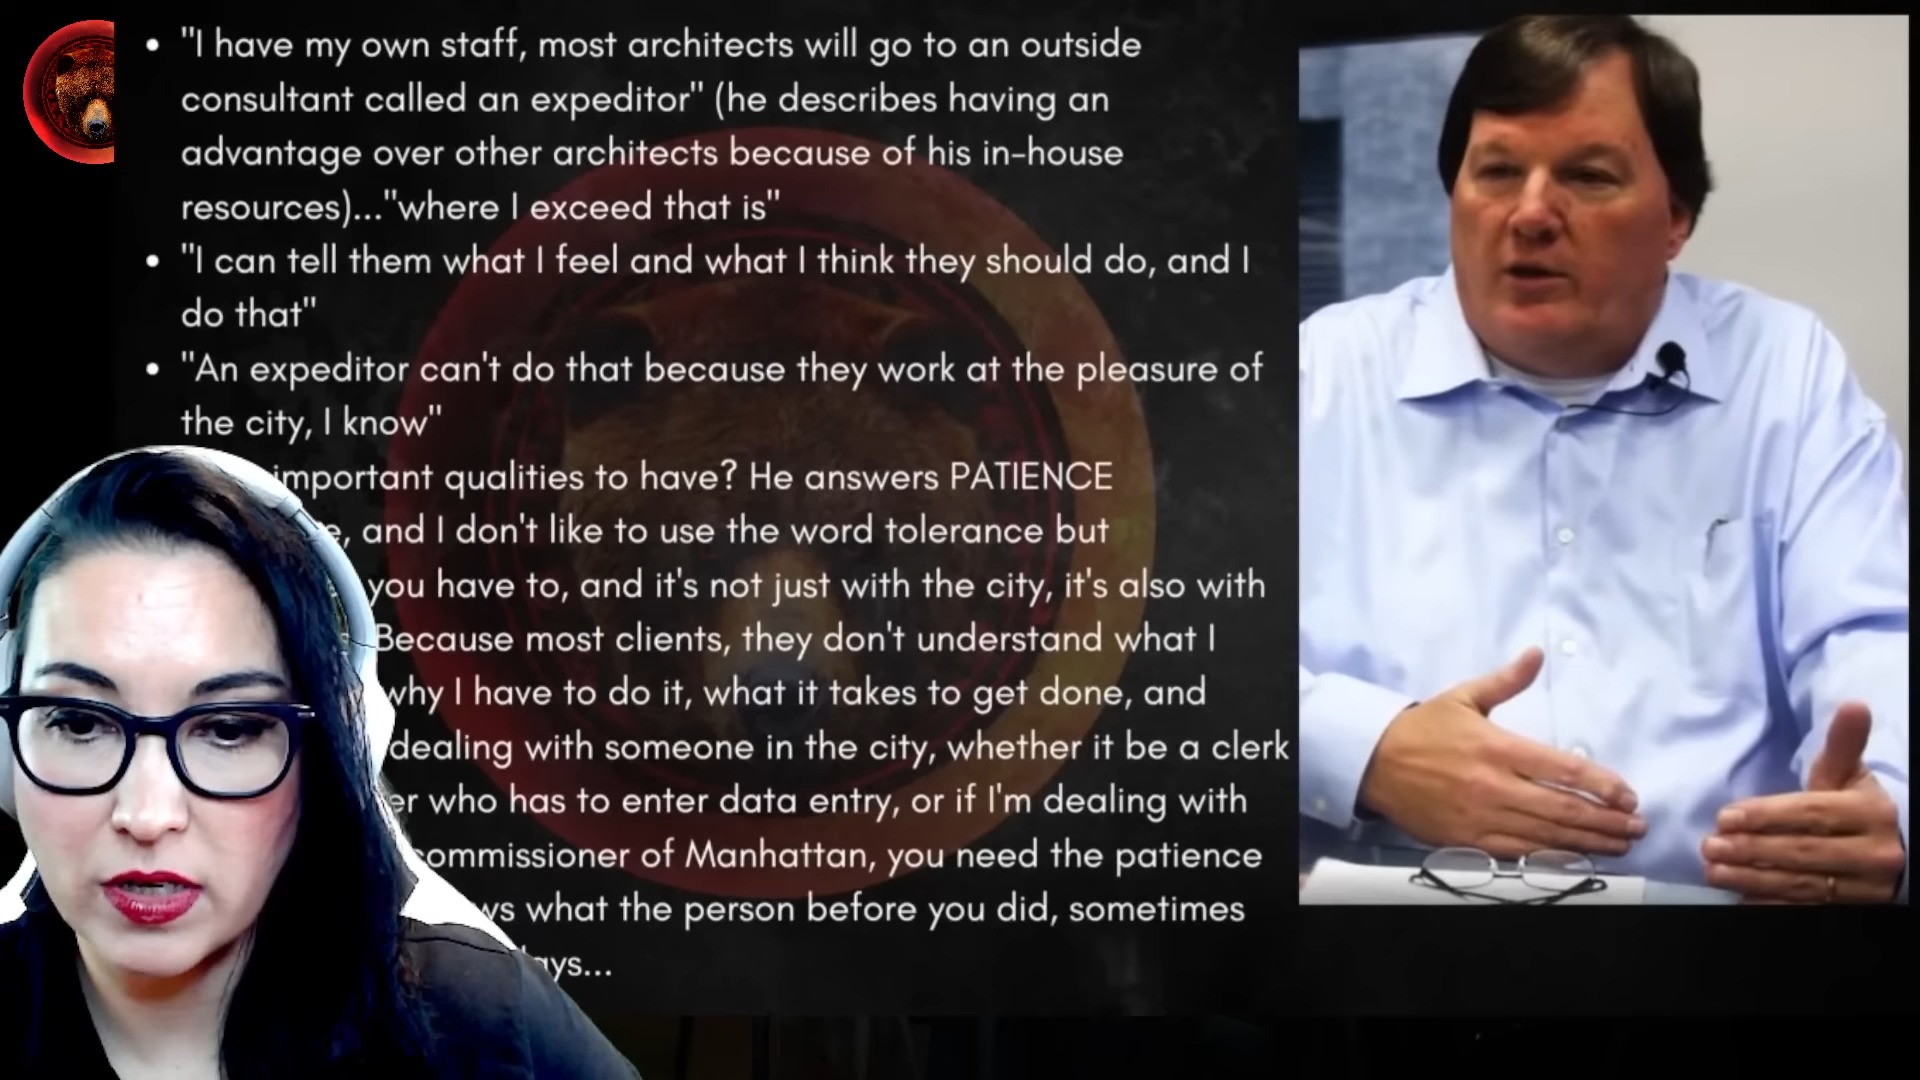 • "I have my own staff, most architects will go to an outside
consultant called an expeditor" (he describes having an
advantage over other architects because of his in-house
resources)..."where I exceed that is"
• "I can tell them what I feel and what I think they should do, and I
do that"
• "An expeditor can't do that because they work at the pleasure of
the city, I know"
important qualities to have? He answers PATIENCE
and I don't like to use the word tolerance but
you have to, and it's not just with the city, it's also with
Because most clients, they don't understand what I
why I have to do it, what it takes to get done, and
dealing with someone in the city, whether it be a clerk
who has to enter data entry, or if I'm dealing with
commissioner of Manhattan, you need the patience
what the person before you did, sometimes